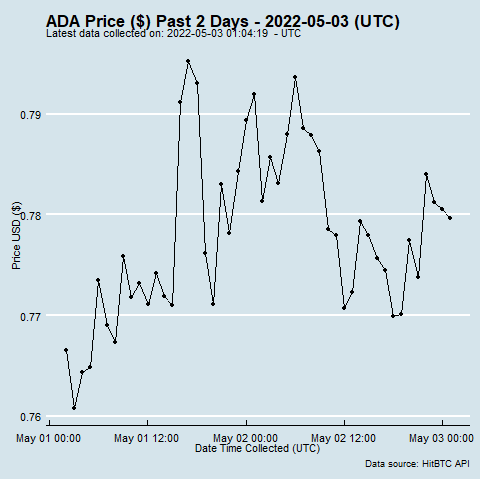 ADA Price ($) Past 2 Days - 2022-05-03 (UTC)
Latest data collected on: 2022-05-03 01:04:19 - UTC
Price USD ($)
0.79
0.78
0.77
0.76
May 01 00:00 May 01 12:00 May 02 00:00 May 02 12:00 May 03 00:00
Date Time Collected (UTC)
Data source: HitBTC API